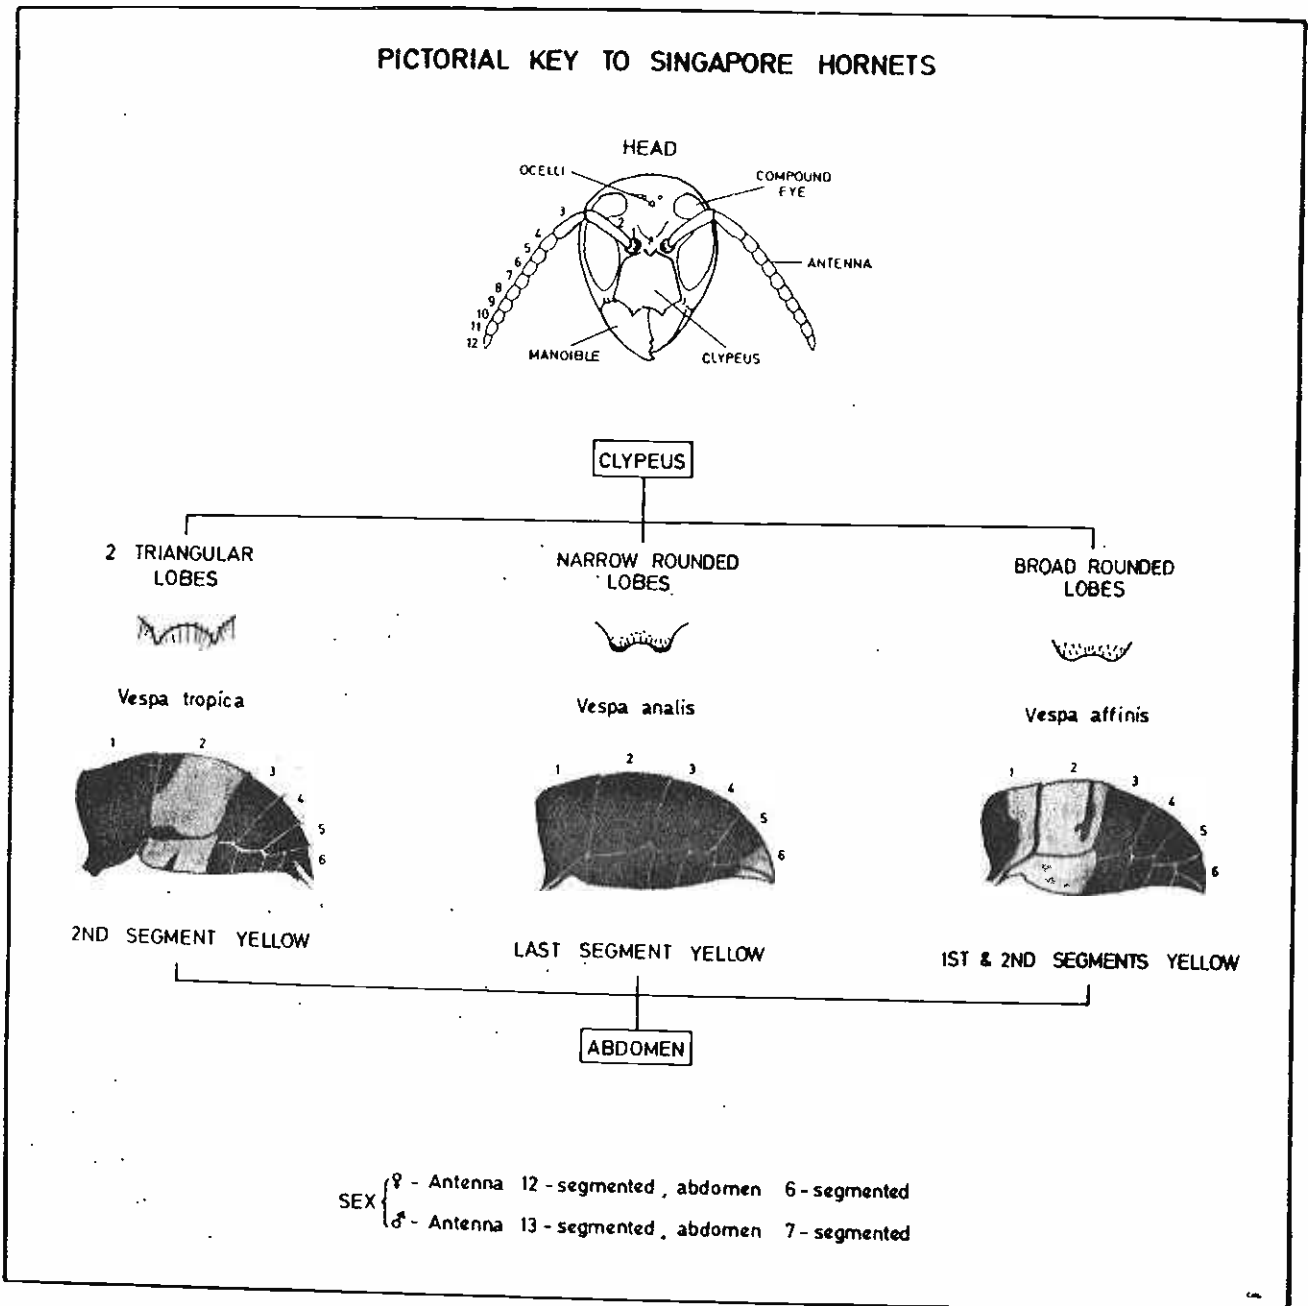 PICTORIAL KEY TO SINGAPORE HORNETS
HEAD
OCELLI
COMPOUND
EYE
3
2
1
4
5
6
7
8
9
10
11
12
ANTENNA
MANDIBLE
CLYPEUS
CLYPEUS
2 TRIANGULAR
LOBES
NARROW ROUNDED
LOBES
BROAD ROUNDED
LOBES
Vespa tropica
Vespa analis
Vespa affinis
1
2
3
4
5
6
1
2
3
4
5
6
1
2
3
4
5
6
2ND SEGMENT YELLOW
LAST SEGMENT YELLOW
1ST & 2ND SEGMENTS YELLOW
ABDOMEN
SEX
♀ - Antenna 12 - segmented, abdomen 6 - segmented
♂ - Antenna 13 - segmented, abdomen 7 - segmented